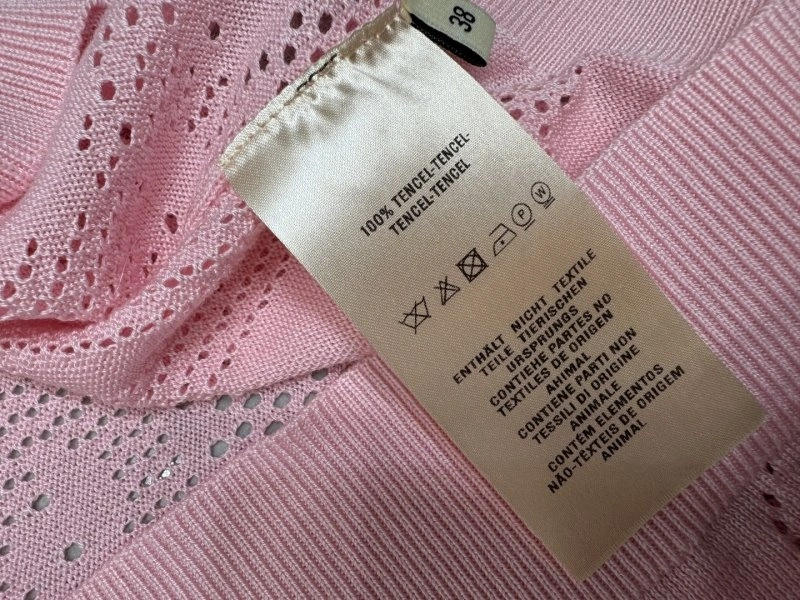 38
100% TENCEL-TENCEL-
TENCEL-TENCEL
P W
ENTHÄLT NICHT TEXTILE
TEILE TIERISCHEN
URSPRUNGS
CONTIENE PARTES NO
TEXTILES DE ORIGEN
ANIMAL
CONTIENE PARTI NON
TESSILI DI ORIGINE
ANIMALE
CONTÉM ELEMENTOS
NÃO-TÊXTEIS DE ORIGEM
ANIMAL